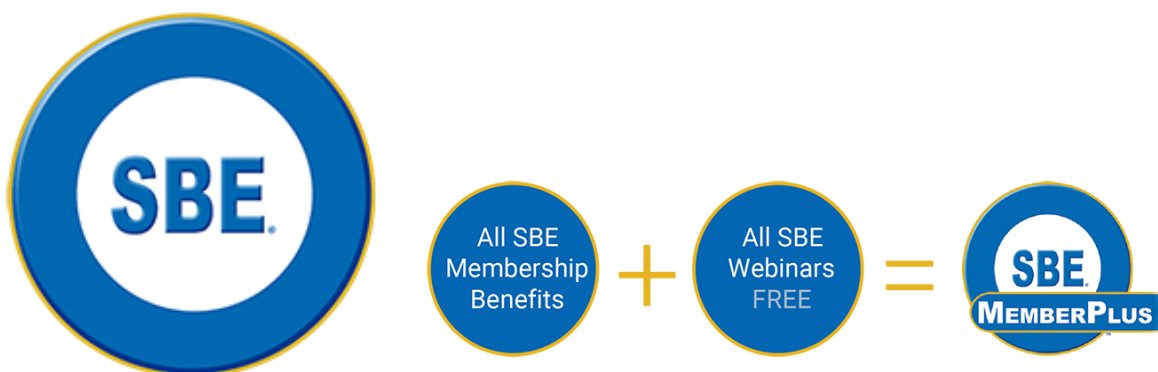 SBE®
All SBE
Membership
Benefits
+
All SBE
Webinars
FREE
=
SBE®
MEMBERPLUS